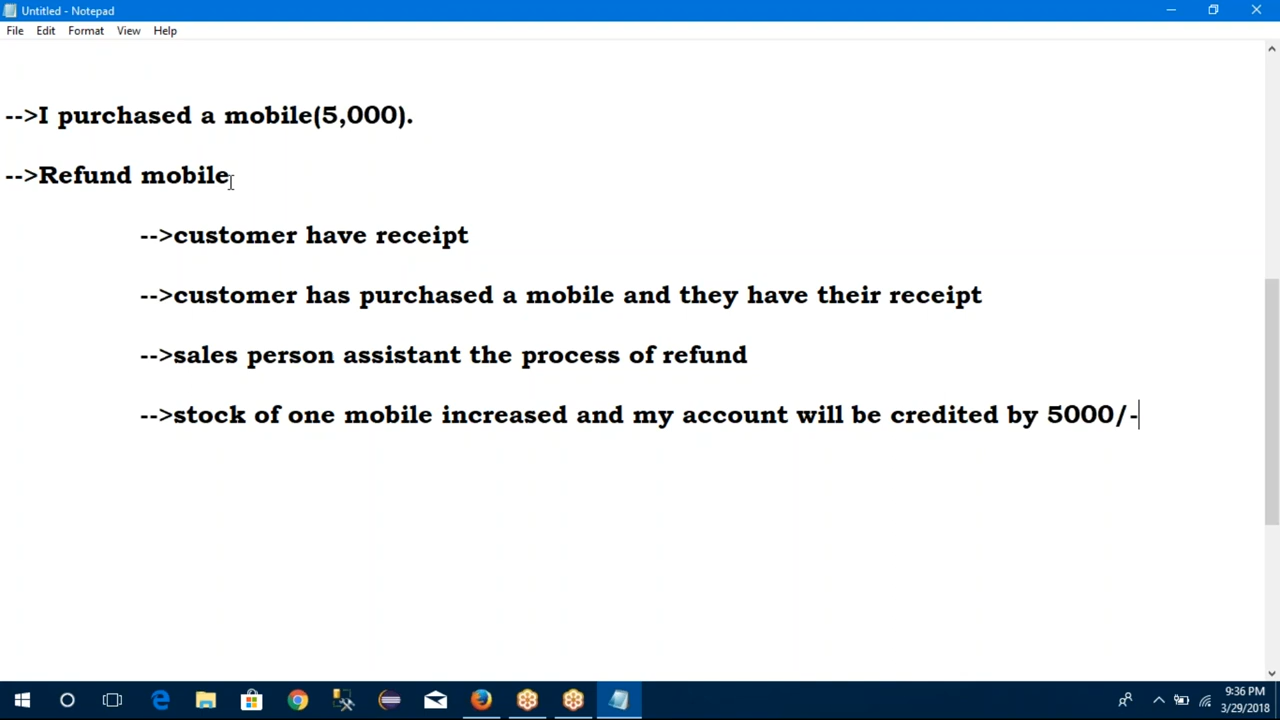 Untitled - Notepad
File Edit Format View Help
-->I purchased a mobile(5,000).
-->Refund mobile
-->customer have receipt
-->customer has purchased a mobile and they have their receipt
-->sales person assistant the process of refund
-->stock of one mobile increased and my account will be credited by 5000/-
9:36 PM
3/29/2018